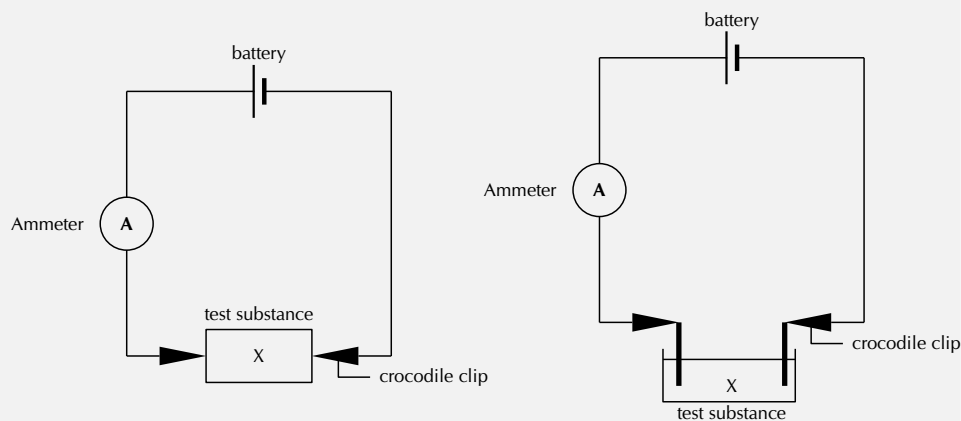 battery
Ammeter
A
test substance
X
crocodile clip
battery
Ammeter
A
crocodile clip
X
test substance